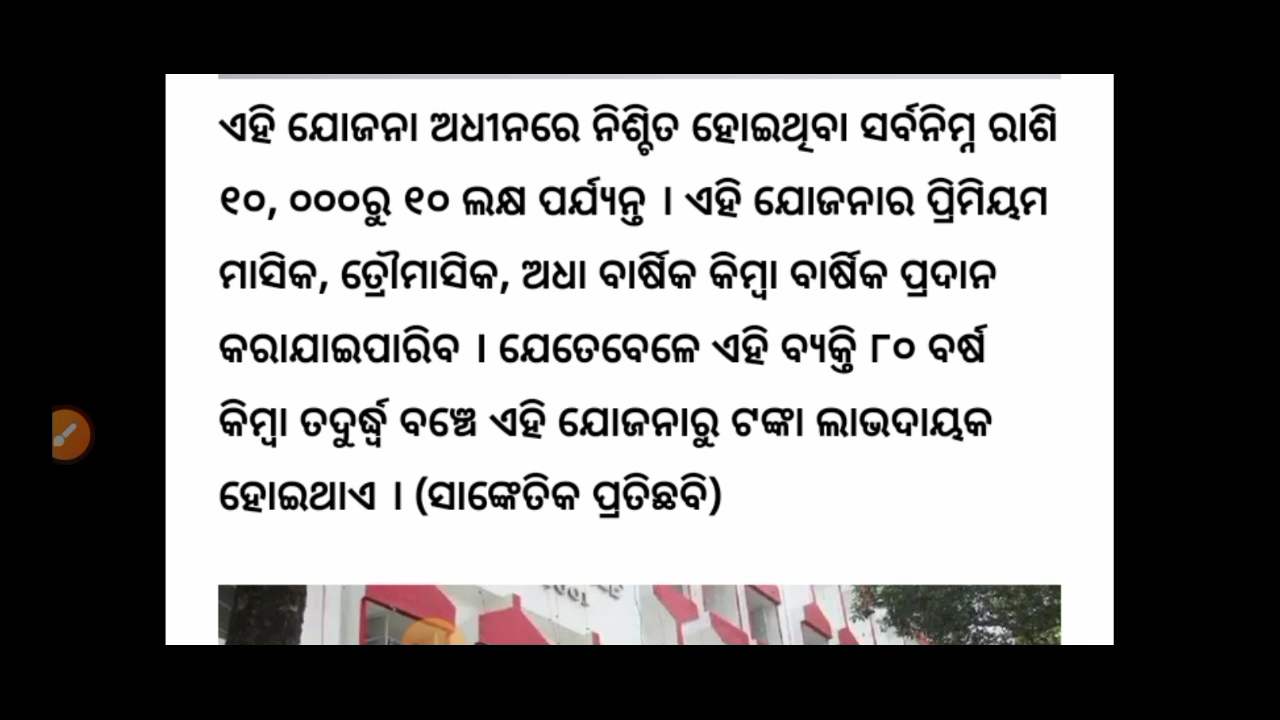 ଏହି ଯୋଜନା ଅଧୀନରେ ନିଶ୍ଚିତ ହୋଇଥିବା ସର୍ବନିମ୍ନ ରାଶି
୧୦, ୦୦୦ରୁ ୧୦ ଲକ୍ଷ ପର୍ଯ୍ୟନ୍ତ । ଏହି ଯୋଜନାର ପ୍ରିମିୟମ
ମାସିକ, ତ୍ରୌମାସିକ, ଅଧା ବାର୍ଷିକ କିମ୍ବା ବାର୍ଷିକ ପ୍ରଦାନ
କରାଯାଇପାରିବ । ଯେତେବେଳେ ଏହି ବ୍ୟକ୍ତି ୮୦ ବର୍ଷ
କିମ୍ବା ତଦୁର୍ଦ୍ଧ୍ୱ ବଞ୍ଚେ ଏହି ଯୋଜନାରୁ ଟଙ୍କା ଲାଭଦାୟକ
ହୋଇଥାଏ । (ସାଙ୍କେତିକ ପ୍ରତିଛବି)